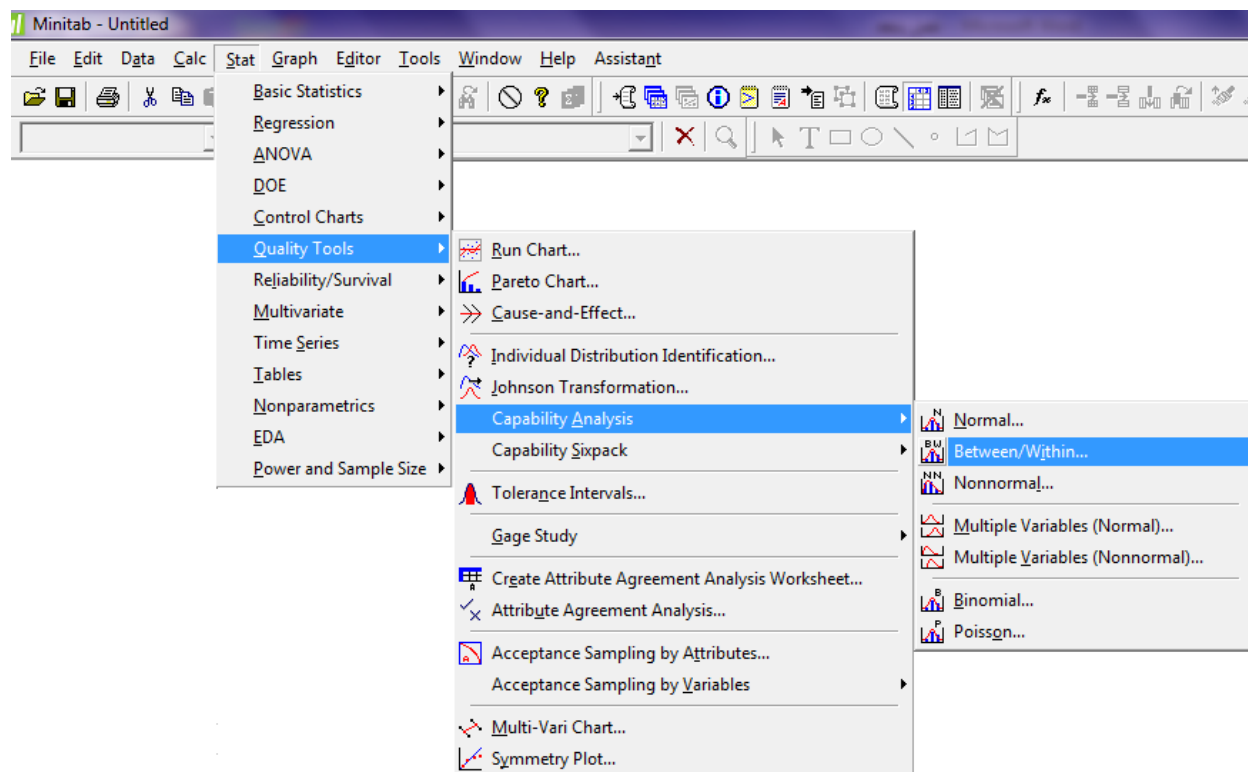 Minitab - Untitled
File Edit Data Calc Stat Graph Editor Tools Window Help Assistant
Basic Statistics
Regression
ANOVA
DOE
Control Charts
Quality Tools
Reliability/Survival
Multivariate
Time Series
Tables
Nonparametrics
EDA
Power and Sample Size
Run Chart...
Pareto Chart...
Cause-and-Effect...
Individual Distribution Identification...
Johnson Transformation...
Capability Analysis
Capability Sixpack
Tolerance Intervals...
Gage Study
Create Attribute Agreement Analysis Worksheet...
Attribute Agreement Analysis...
Acceptance Sampling by Attributes...
Acceptance Sampling by Variables
Multi-Vari Chart...
Symmetry Plot...
Normal...
Between/Within...
Nonnormal...
Multiple Variables (Normal)...
Multiple Variables (Nonnormal)...
Binomial...
Poisson...